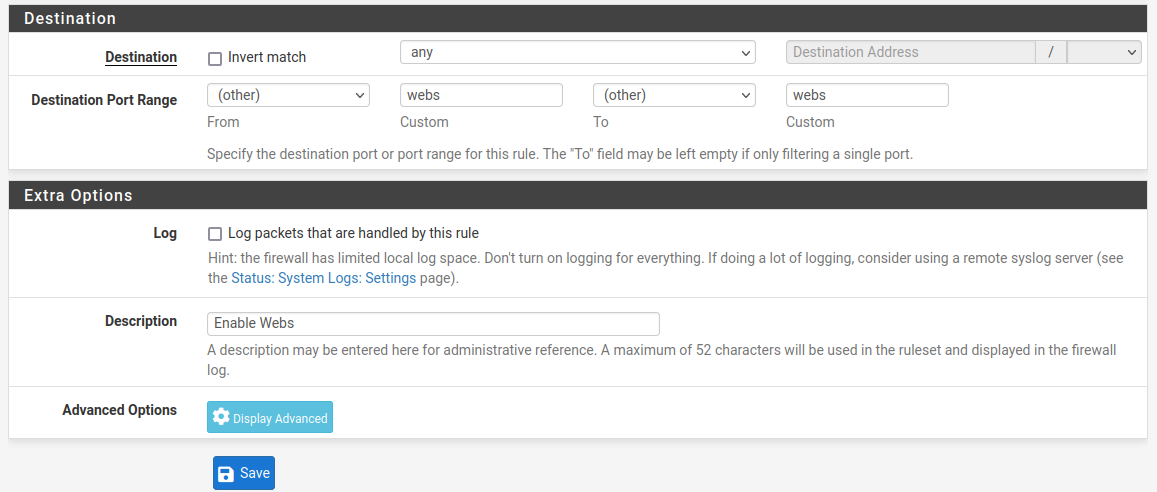 Destination
Destination
Invert match
any
Destination Address
/
Destination Port Range
(other)
webs
(other)
webs
From
Custom
To
Custom
Specify the destination port or port range for this rule. The "To" field may be left empty if only filtering a single port.
Extra Options
Log
Log packets that are handled by this rule
Hint: the firewall has limited local log space. Don't turn on logging for everything. If doing a lot of logging, consider using a remote syslog server (see
the Status: System Logs: Settings page).
Description
Enable Webs
A description may be entered here for administrative reference. A maximum of 52 characters will be used in the ruleset and displayed in the firewall
log.
Advanced Options
Display Advanced
Save